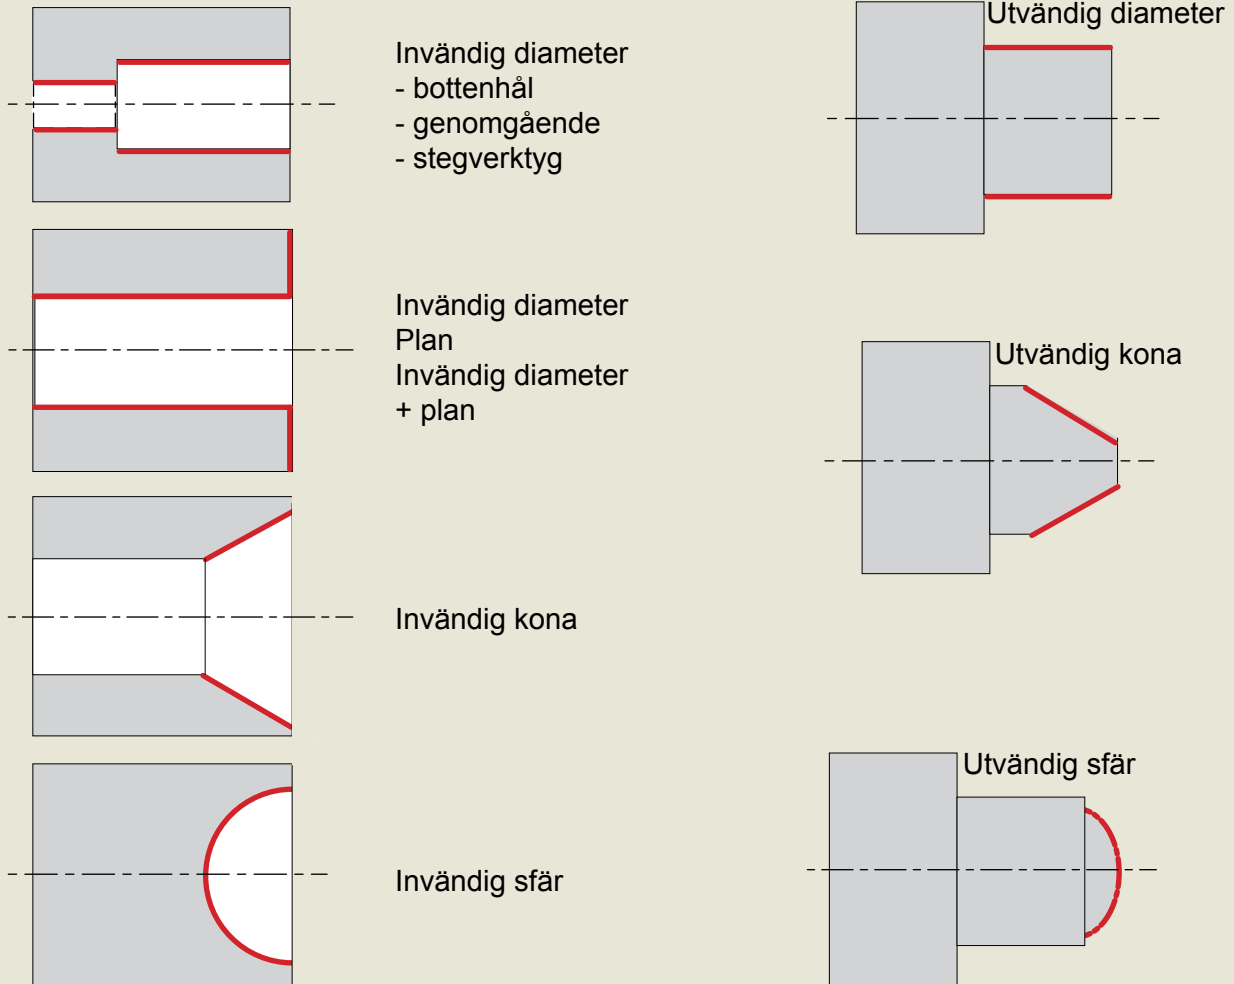 Invändig diameter
- bottenhål
- genomgående
- stegverktyg
Invändig diameter
Plan
Invändig diameter
+ plan
Invändig kona
Invändig sfär
Utvändig diameter
Utvändig kona
Utvändig sfär